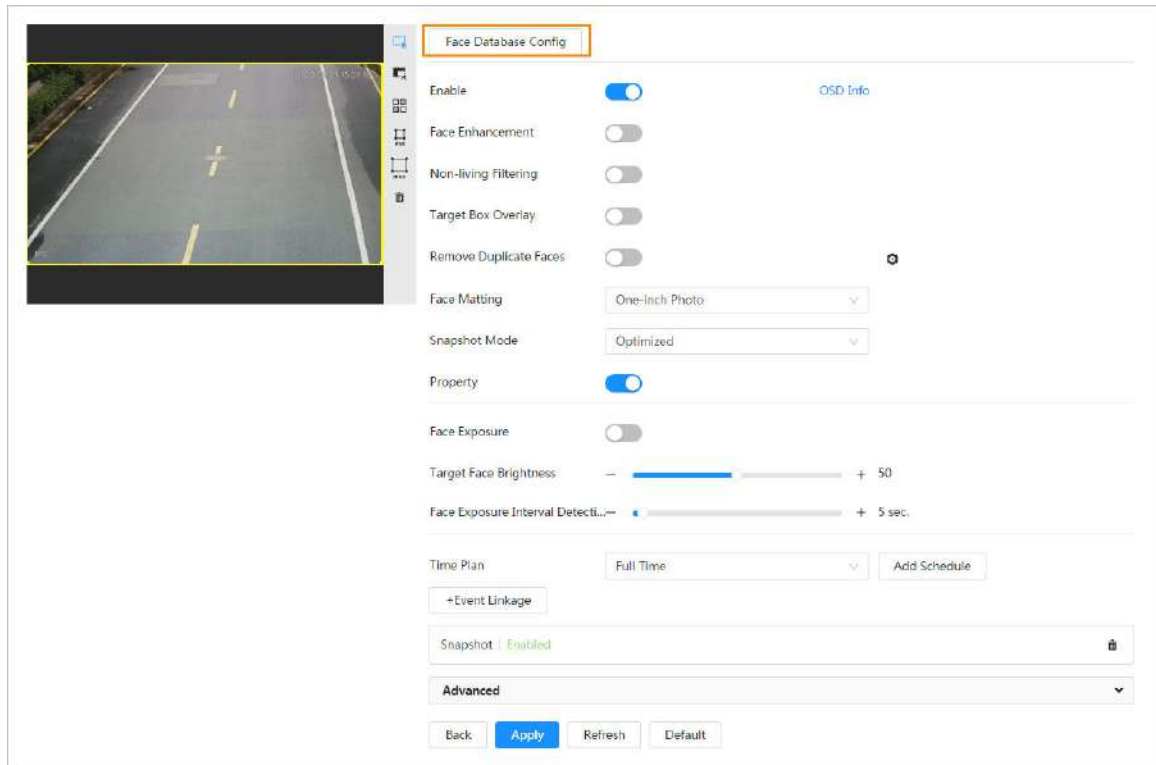 Face Database Config
Enable
OSD Info
Face Enhancement
Non-living Filtering
Target Box Overlay
Remove Duplicate Faces
Face Matting
One-inch Photo
Snapshot Mode
Optimized
Property
Face Exposure
Target Face Brightness
− + 50
Face Exposure Interval Detecti...− + 5 sec.
Time Plan
Full Time
Add Schedule
+Event Linkage
Snapshot | Enabled
Advanced
Back
Apply
Refresh
Default